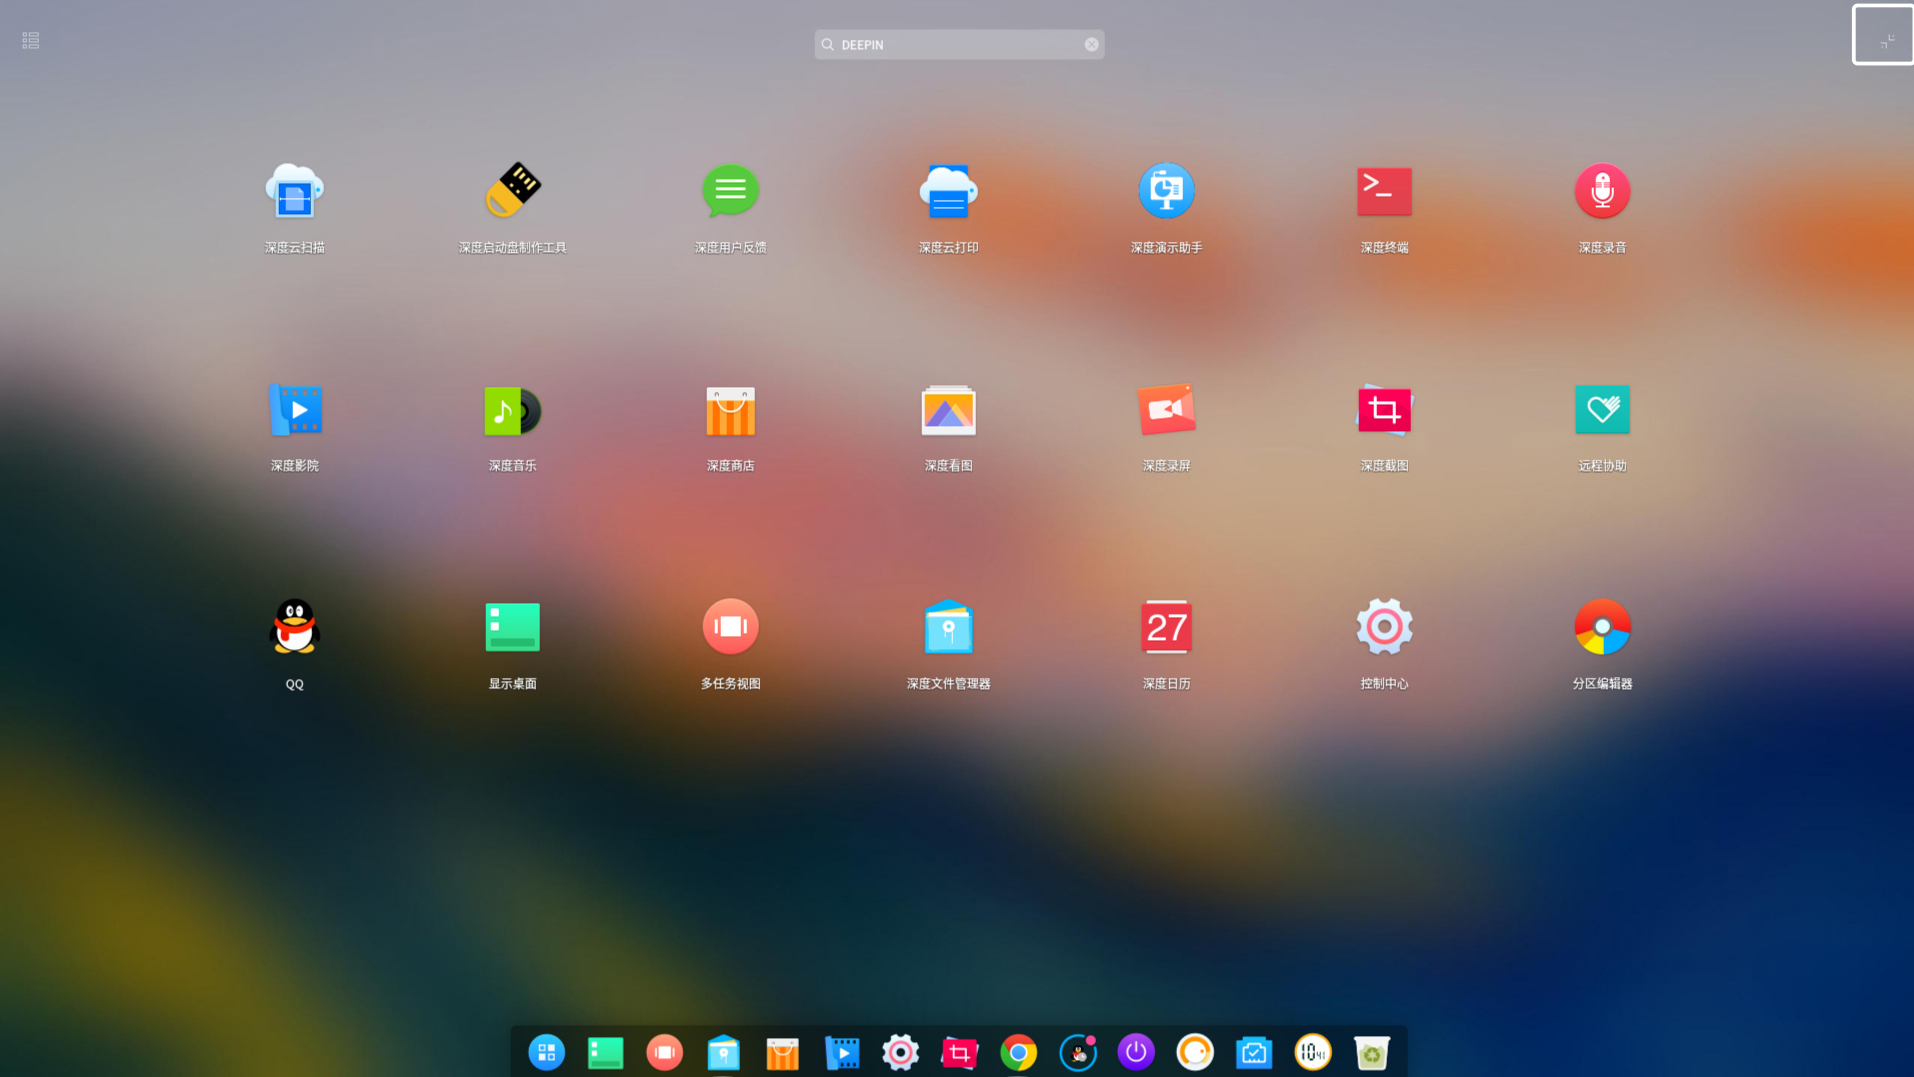 DEEPIN
深度云扫描
深度启动盘制作工具
深度用户反馈
深度云打印
深度演示助手
深度终端
深度录音
深度影院
深度音乐
深度商店
深度看图
深度录屏
深度截图
远程协助
QQ
显示桌面
多任务视图
深度文件管理器
27
深度日历
控制中心
分区编辑器
10 41